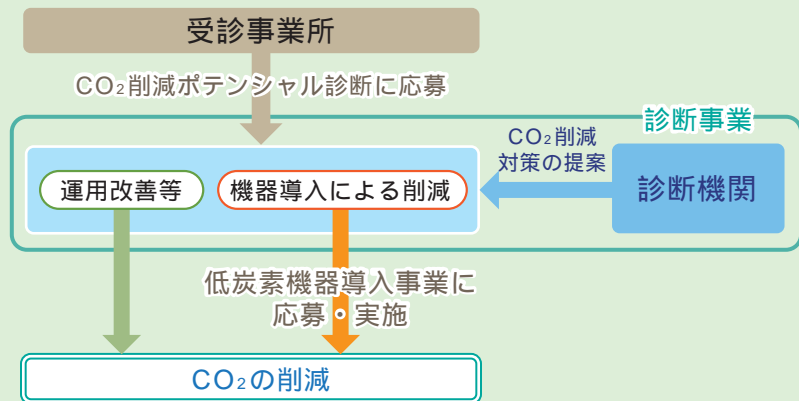 受診事業所
CO₂削減ポテンシャル診断に応募
診断事業
CO₂削減
対策の提案
運用改善等
機器導入による削減
診断機関
低炭素機器導入事業に
応募・実施
CO₂の削減